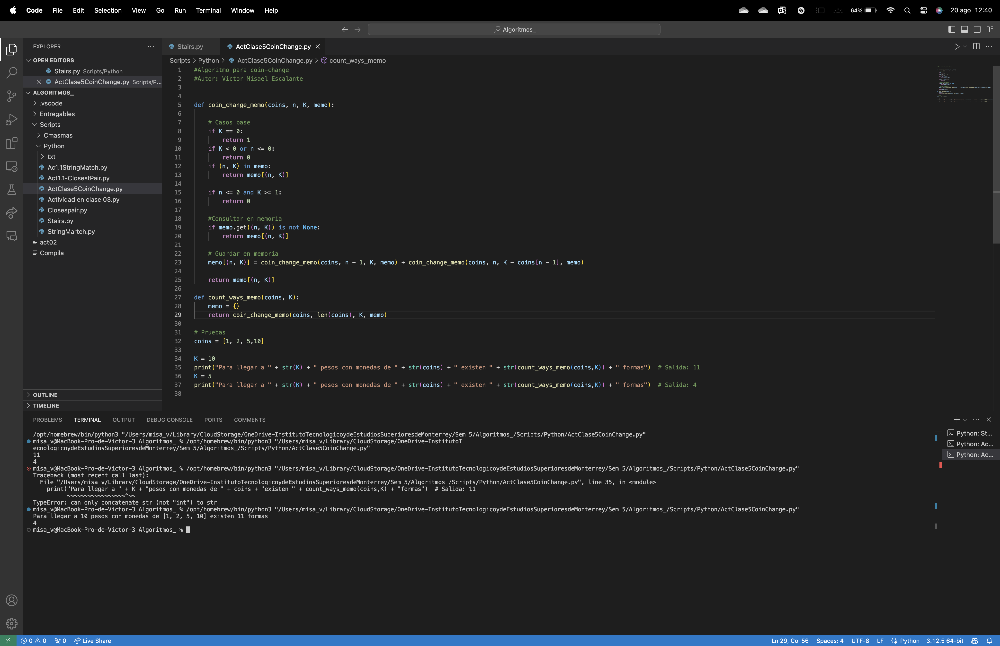 Code File Edit Selection View Go Run Terminal Window Help 64% 20 ago 12:40
Algoritmos_
EXPLORER
OPEN EDITORS
Stairs.py Scripts/Python
ActClase5CoinChange.py Scripts/P...
ALGORITMOS_
.vscode
Entregables
Scripts
Cmasmas
Python
txt
Ac1.1StringMatch.py
Act1.1-ClosestPair.py
ActClase5CoinChange.py
Actividad en clase 03.py
Closespair.py
Stairs.py
StringMartch.py
act02
Compila
OUTLINE
TIMELINE
Stairs.py ActClase5CoinChange.py
Scripts > Python > ActClase5CoinChange.py > count_ways_memo
1 #Algoritmo para coin-change
2 #Autor: Victor Misael Escalante
3
4
5 def coin_change_memo(coins, n, K, memo):
6
7     # Casos base
8     if K == 0:
9         return 1
10     if K < 0 or n <= 0:
11         return 0
12     if (n, K) in memo:
13         return memo[(n, K)]
14
15     if n <= 0 and K >= 1:
16         return 0
17
18     #Consultar en memoria
19     if memo.get((n, K)) is not None:
20         return memo[(n, K)]
21
22     # Guardar en memoria
23     memo[(n, K)] = coin_change_memo(coins, n - 1, K, memo) + coin_change_memo(coins, n, K - coins[n - 1], memo)
24
25     return memo[(n, K)]
26
27 def count_ways_memo(coins, K):
28     memo = {}
29     return coin_change_memo(coins, len(coins), K, memo)
30
31 # Pruebas
32 coins = [1, 2, 5,10]
33
34 K = 10
35 print("Para llegar a " + str(K) + " pesos con monedas de " + str(coins) + " existen " + str(count_ways_memo(coins,K)) + " formas")  # Salida: 11
36 K = 5
37 print("Para llegar a " + str(K) + " pesos con monedas de " + str(coins) + " existen " + str(count_ways_memo(coins,K)) + " formas")  # Salida: 4
38
PROBLEMS TERMINAL OUTPUT DEBUG CONSOLE PORTS COMMENTS
/opt/homebrew/bin/python3 "/Users/misa_v/Library/CloudStorage/OneDrive-InstitutoTecnologicoydeEstudiosSuperioresdeMonterrey/Sem 5/Algoritmos_/Scripts/Python/ActClase5CoinChange.py"
misa_v@MacBook-Pro-de-Victor-3 Algoritmos_ % /opt/homebrew/bin/python3 "/Users/misa_v/Library/CloudStorage/OneDrive-InstitutoT
ecnologicoydeEstudiosSuperioresdeMonterrey/Sem 5/Algoritmos_/Scripts/Python/ActClase5CoinChange.py"
11
4
misa_v@MacBook-Pro-de-Victor-3 Algoritmos_ % /opt/homebrew/bin/python3 "/Users/misa_v/Library/CloudStorage/OneDrive-InstitutoTecnologicoydeEstudiosSuperioresdeMonterrey/Sem 5/Algoritmos_/Scripts/Python/ActClase5CoinChange.py"
Traceback (most recent call last):
  File "/Users/misa_v/Library/CloudStorage/OneDrive-InstitutoTecnologicoydeEstudiosSuperioresdeMonterrey/Sem 5/Algoritmos_/Scripts/Python/ActClase5CoinChange.py", line 35, in <module>
    print("Para llegar a " + K + "pesos con monedas de " + coins + "existen " + count_ways_memo(coins,K) + "formas")  # Salida: 11
          ~~~~~~~~~~~~~~~~~^~~
TypeError: can only concatenate str (not "int") to str
misa_v@MacBook-Pro-de-Victor-3 Algoritmos_ % /opt/homebrew/bin/python3 "/Users/misa_v/Library/CloudStorage/OneDrive-InstitutoTecnologicoydeEstudiosSuperioresdeMonterrey/Sem 5/Algoritmos_/Scripts/Python/ActClase5CoinChange.py"
Para llegar a 10 pesos con monedas de [1, 2, 5, 10] existen 11 formas
4
misa_v@MacBook-Pro-de-Victor-3 Algoritmos_ %
Python: St...
Python: Ac...
Python: Ac...
0 0 0 Live Share Ln 29, Col 56 Spaces: 4 UTF-8 LF Python 3.12.5 64-bit